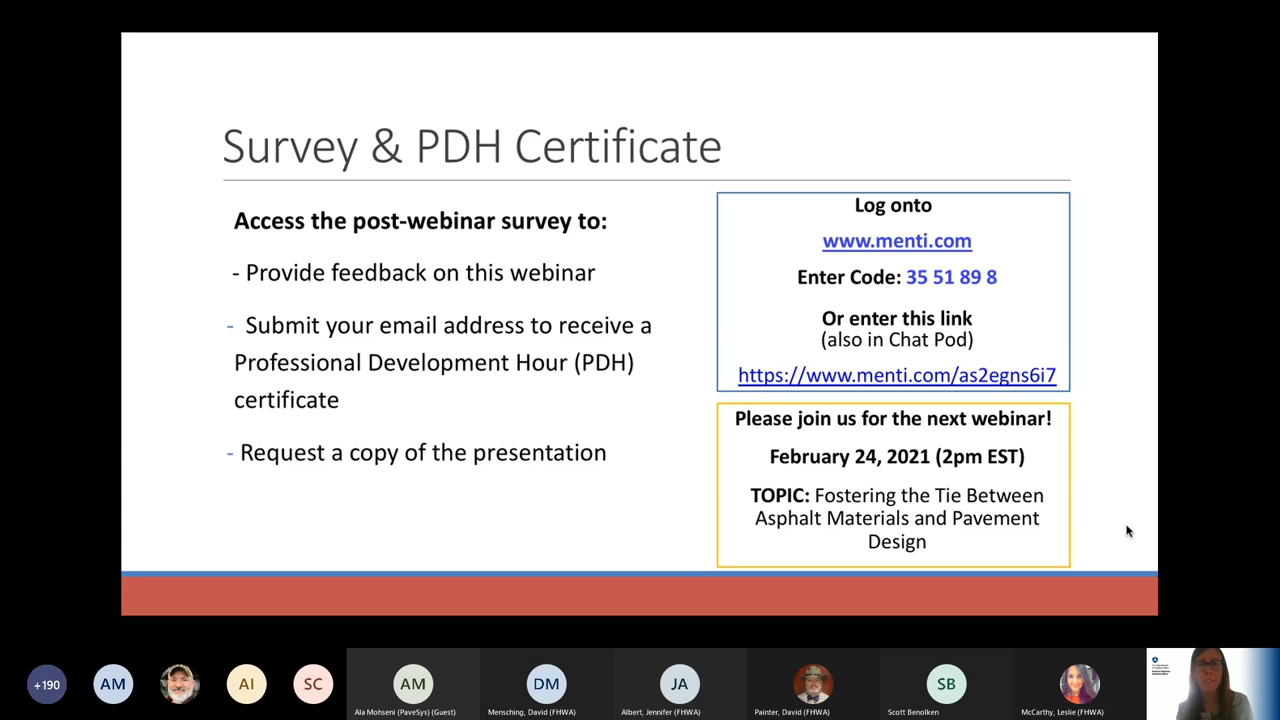 Survey & PDH Certificate
Access the post-webinar survey to:
- Provide feedback on this webinar
- Submit your email address to receive a
Professional Development Hour (PDH)
certificate
- Request a copy of the presentation
Log onto
www.menti.com
Enter Code: 35 51 89 8
Or enter this link
(also in Chat Pod)
https://www.menti.com/as2egns6i7
Please join us for the next webinar!
February 24, 2021 (2pm EST)
TOPIC: Fostering the Tie Between
Asphalt Materials and Pavement
Design
+190
AM
AI
SC
AM
Ala Mohseni (PaveSys) (Guest)
DM
Mensching, David (FHWA)
JA
Albert, Jennifer (FHWA)
Painter, David (FHWA)
SB
Scott Benolken
McCarthy, Leslie (FHWA)